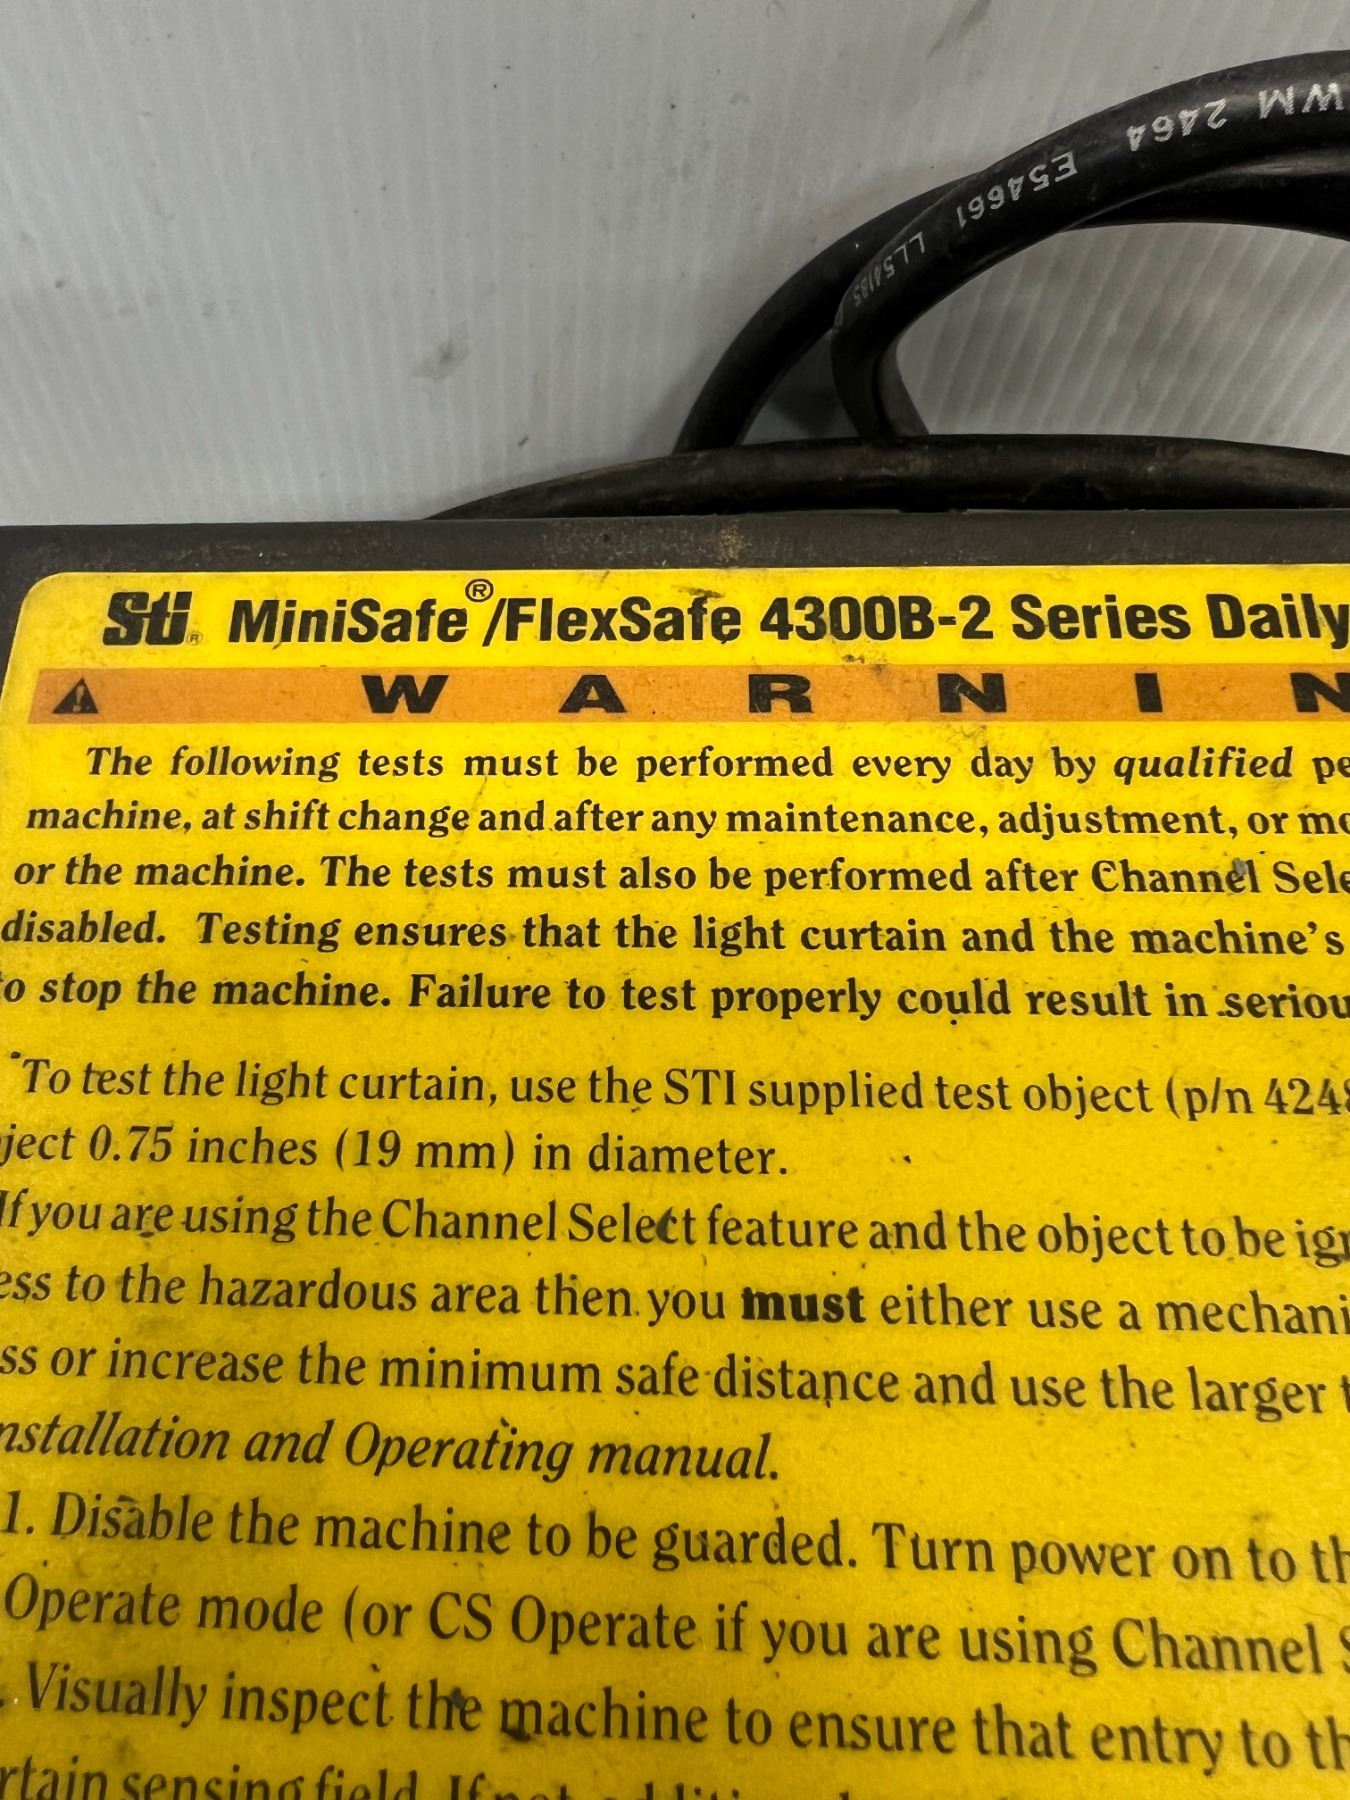 WM 2464 E54661 LL54185
Sti® MiniSafe®/FlexSafe 4300B-2 Series Daily
W A R N I N
The following tests must be performed every day by qualified
machine, at shift change and after any maintenance, adjustment, or
or the machine. The tests must also be performed after Channel
disabled. Testing ensures that the light curtain and the machine's
stop the machine. Failure to test properly could result in
To test the light curtain, use the STI supplied test object (p/n
0.75 inches (19 mm) in diameter.
If you are using the Channel Select feature and the object to be
to the hazardous area then you must either use a
or increase the minimum safe distance and use the larger
and Operating manual.
1. Disable the machine to be guarded. Turn power on to
Operate mode (or CS Operate if you are using Channel
Visually inspect the machine to ensure that entry to
sensing field. If not,